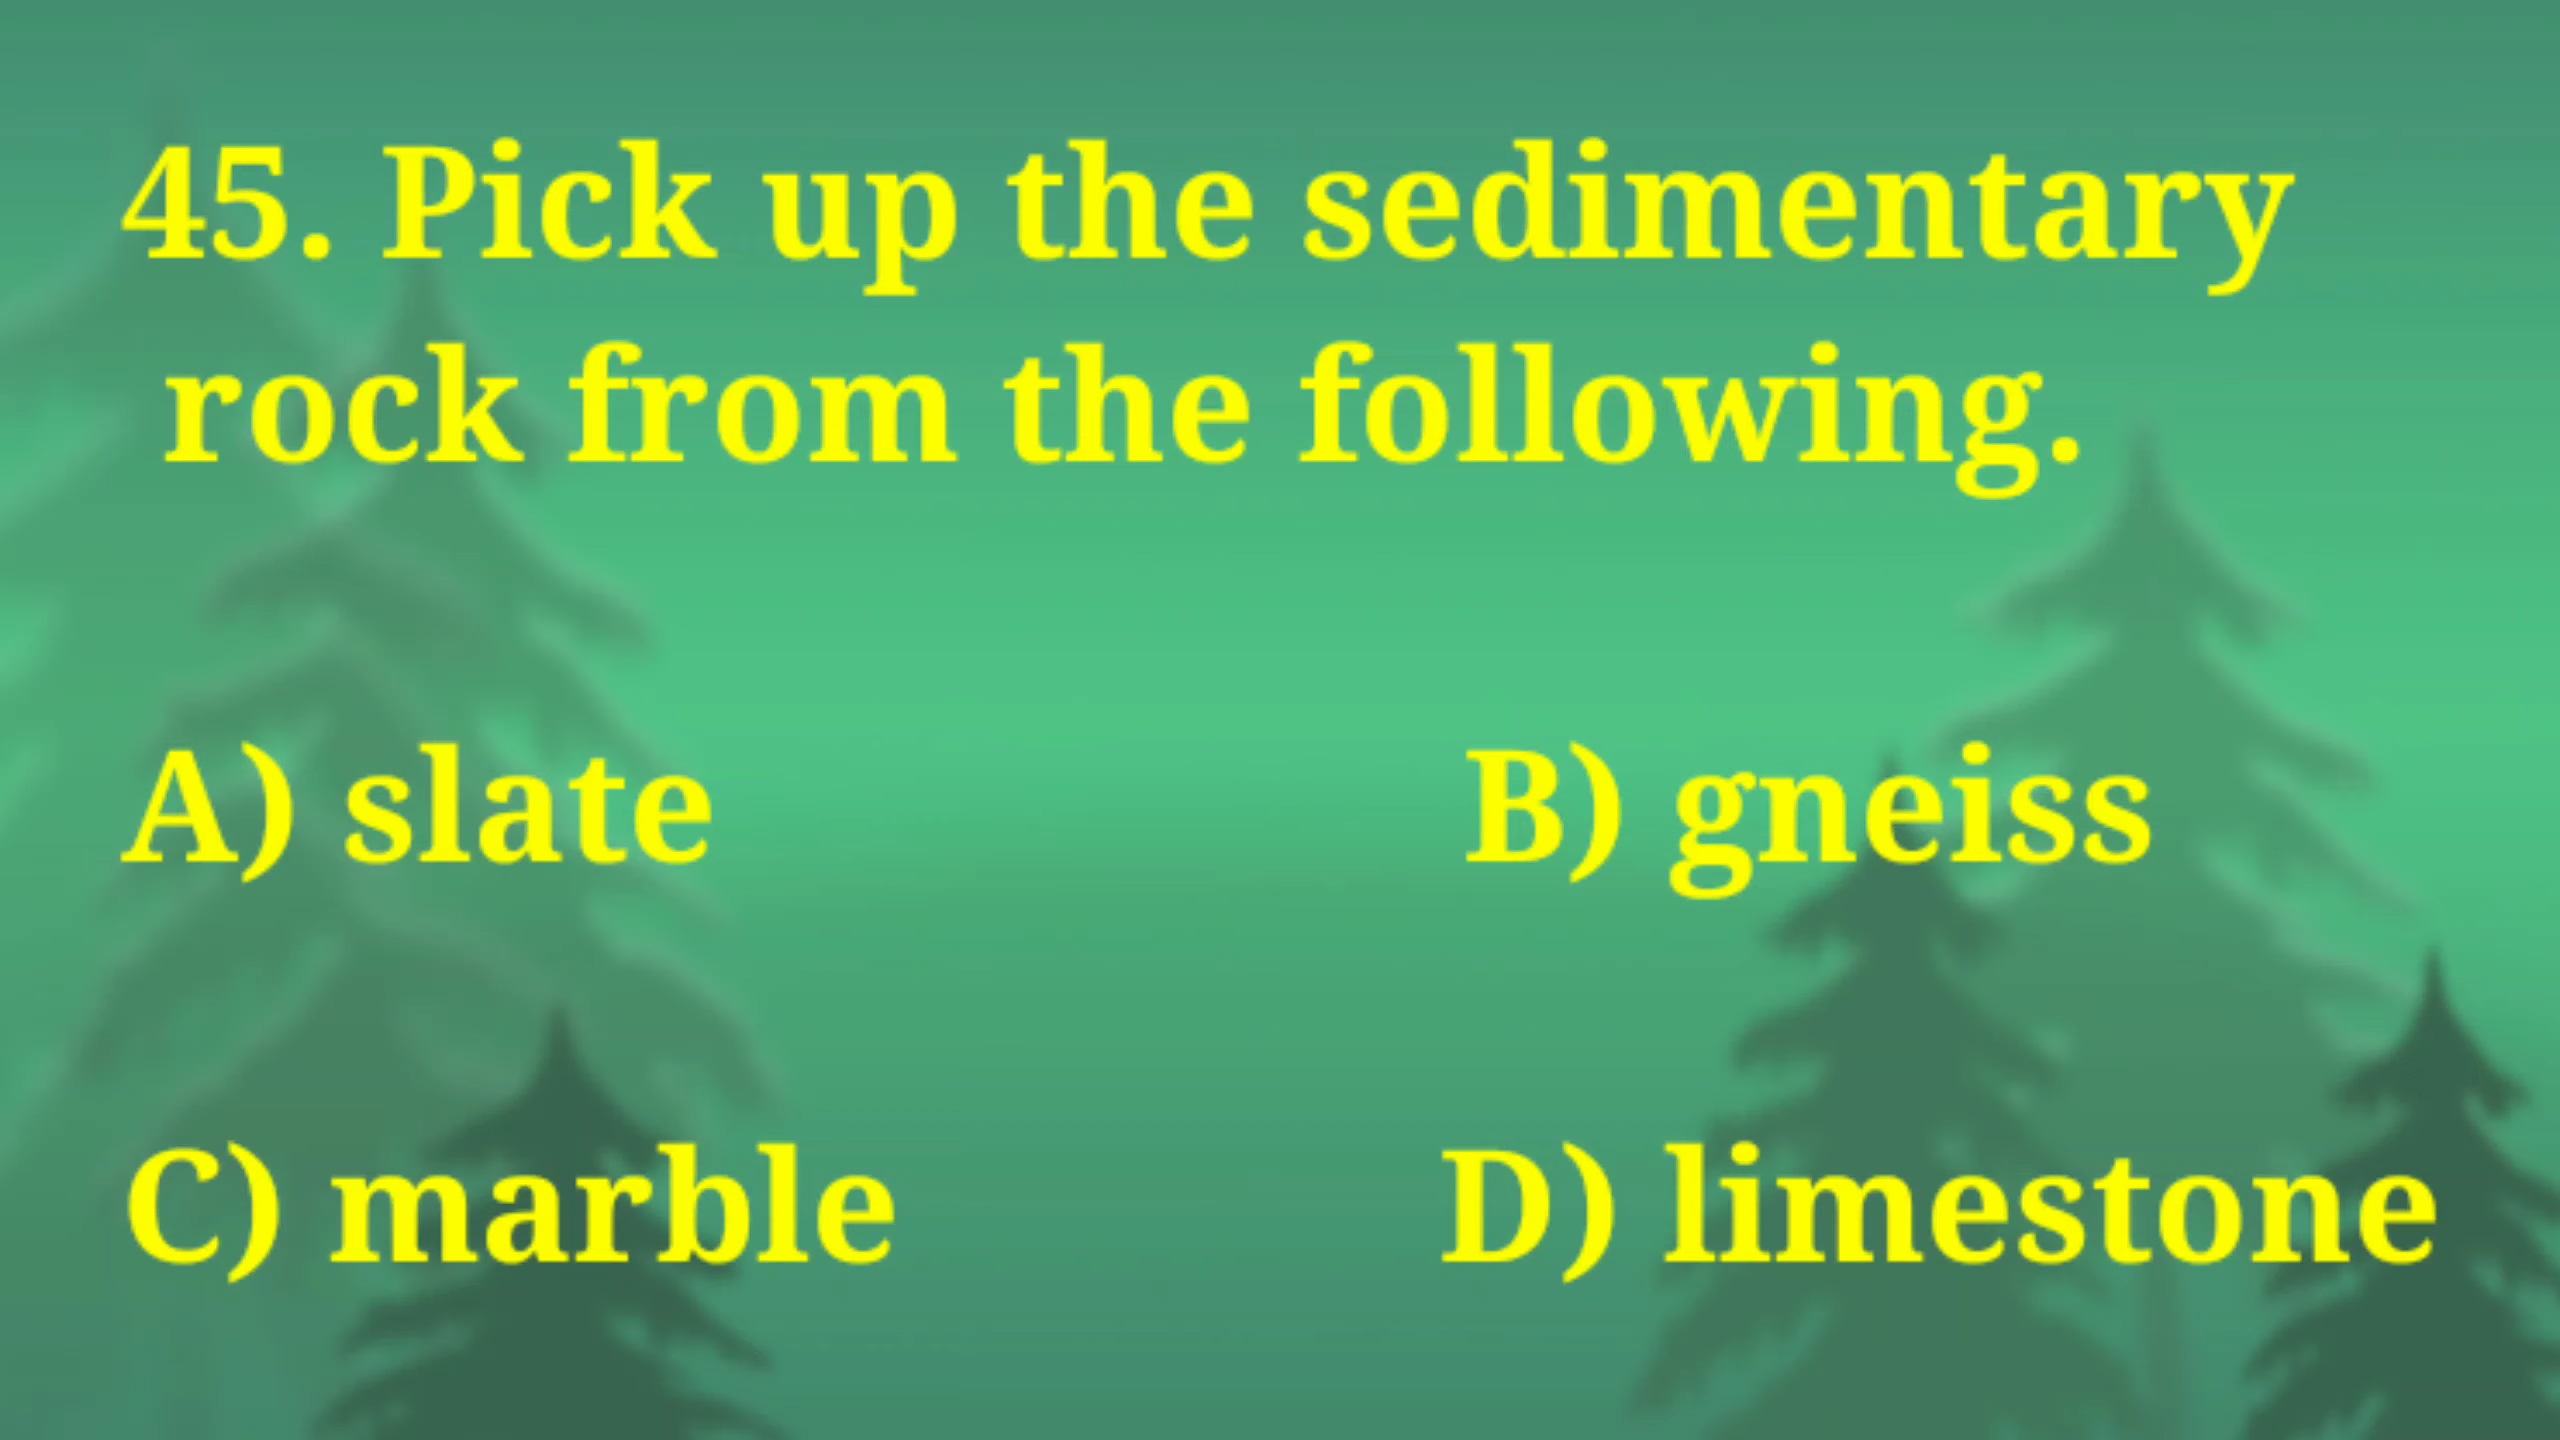 45. Pick up the sedimentary
rock from the following.
A) slate B) gneiss
C) marble D) limestone